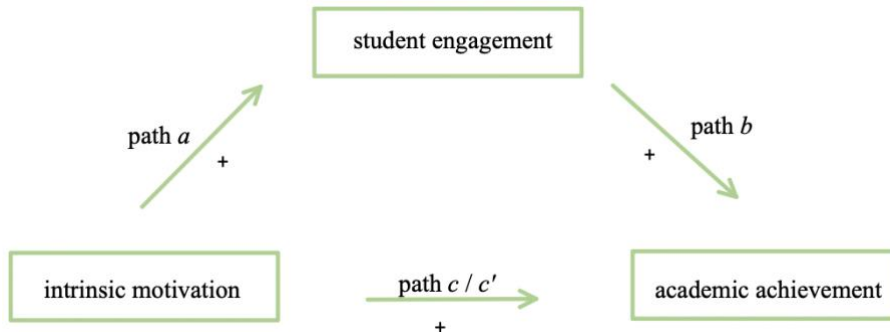 student engagement
path a
+
path b
+
intrinsic motivation
path c / c′
+
academic achievement